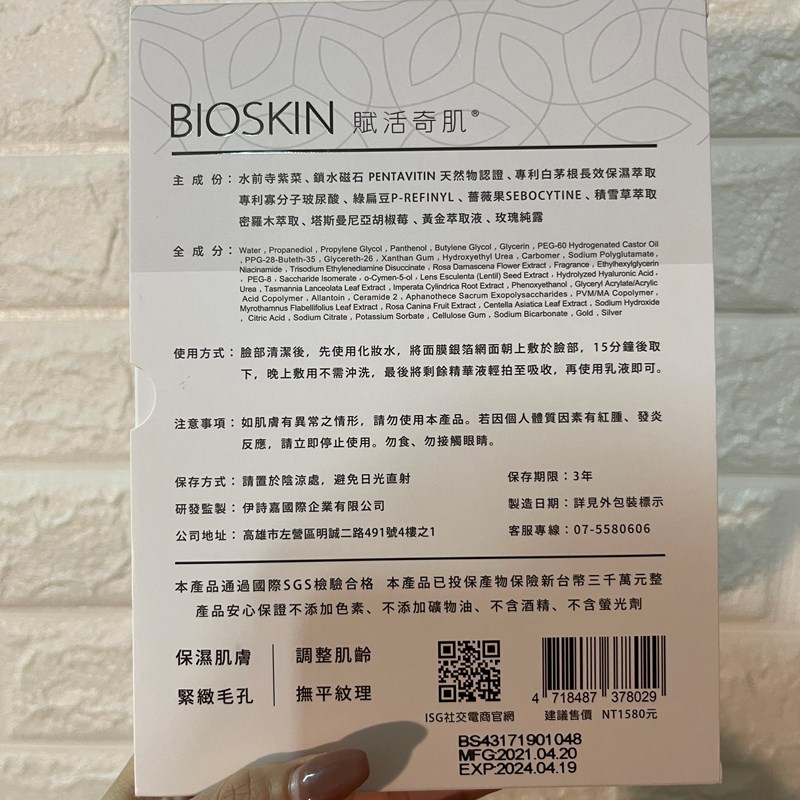 BIOSKIN 賦活奇肌®
主成份：水前寺紫菜、鎖水磁石 PENTAVITIN 天然物認證、專利白茅根長效保濕萃取
專利寡分子玻尿酸、綠扁豆P-REFINYL、薔薇果SEBOCYTINE、積雪草萃取
密羅木萃取、塔斯曼尼亞胡椒莓、黃金萃取液、玫瑰純露
全成分：Water , Propanediol , Propylene Glycol , Panthenol , Butylene Glycol , Glycerin , PEG-60 Hydrogenated Castor Oil
, PPG-28-Buteth-35 , Glycereth-26 , Xanthan Gum , Hydroxyethyl Urea , Carbomer , Sodium Polyglutamate ,
Niacinamide , Trisodium Ethylenediamine Disuccinate , Rosa Damascena Flower Extract , Fragrance , Ethylhexylglycerin
, PEG-8 , Saccharide Isomerate , o-Cymen-5-ol , Lens Esculenta (Lentil) Seed Extract , Hydrolyzed Hyaluronic Acid ,
Urea , Tasmannia Lanceolata Leaf Extract , Imperata Cylindrica Root Extract , Phenoxyethanol , Glyceryl Acrylate/Acrylic
Acid Copolymer , Allantoin , Ceramide 2 , Aphanothece Sacrum Exopolysaccharides , PVM/MA Copolymer ,
Myrothamnus Flabellifolius Leaf Extract , Rosa Canina Fruit Extract , Centella Asiatica Leaf Extract , Sodium Hydroxide
, Citric Acid , Sodium Citrate , Potassium Sorbate , Cellulose Gum , Sodium Bicarbonate , Gold , Silver
使用方式：臉部清潔後，先使用化妝水，將面膜銀箔網面朝上敷於臉部，15分鐘後取
下，晚上敷用不需沖洗，最後將剩餘精華液輕拍至吸收，再使用乳液即可。
注意事項：如肌膚有異常之情形，請勿使用本產品。若因個人體質因素有紅腫、發炎
反應，請立即停止使用。勿食、勿接觸眼睛。
保存方式：請置於陰涼處，避免日光直射 保存期限：3年
研發監製：伊詩嘉國際企業有限公司 製造日期：詳見外包裝標示
公司地址：高雄市左營區明誠二路491號4樓之1 客服專線：07-5580606
本產品通過國際SGS檢驗合格 本產品已投保產物保險新台幣三千萬元整
產品安心保證不添加色素、不添加礦物油、不含酒精、不含螢光劑
保濕肌膚 調整肌齡
緊緻毛孔 撫平紋理
4 718487 378029
ISG社交電商官網 建議售價 NT1580元
BS43171901048
MFG:2021.04.20
EXP:2024.04.19